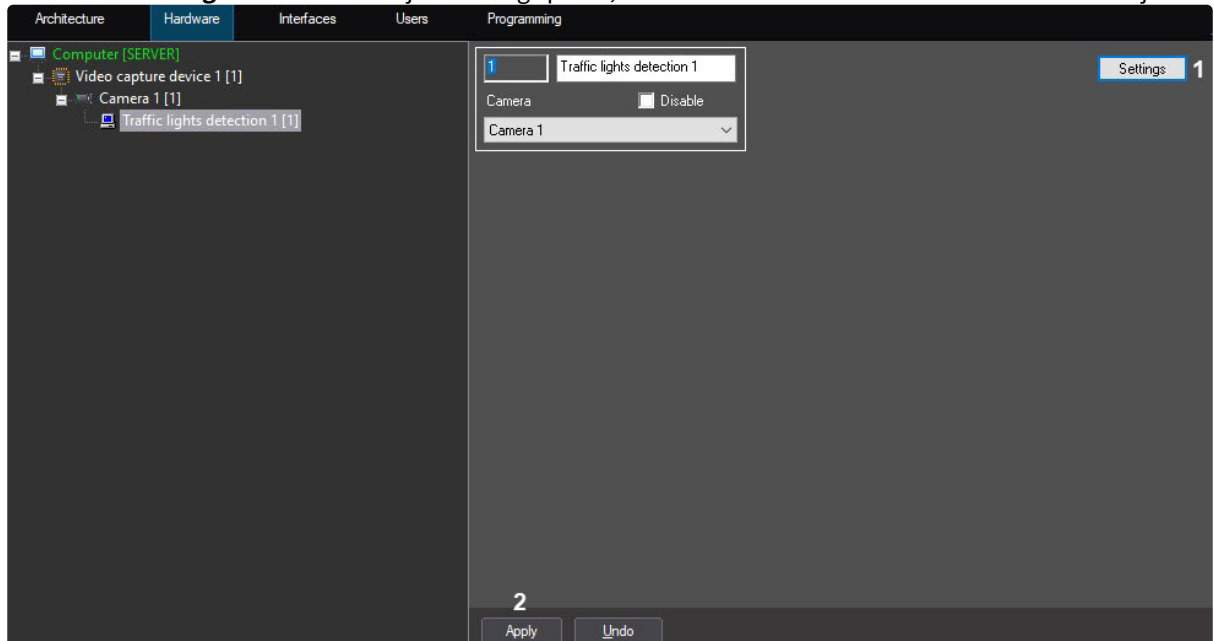 Architecture Hardware Interfaces Users Programming
Computer [SERVER]
Video capture device 1 [1]
Camera 1 [1]
Traffic lights detection 1 [1]
1 Traffic lights detection 1
Camera Disable
Camera 1
Settings 1
2
Apply Undo